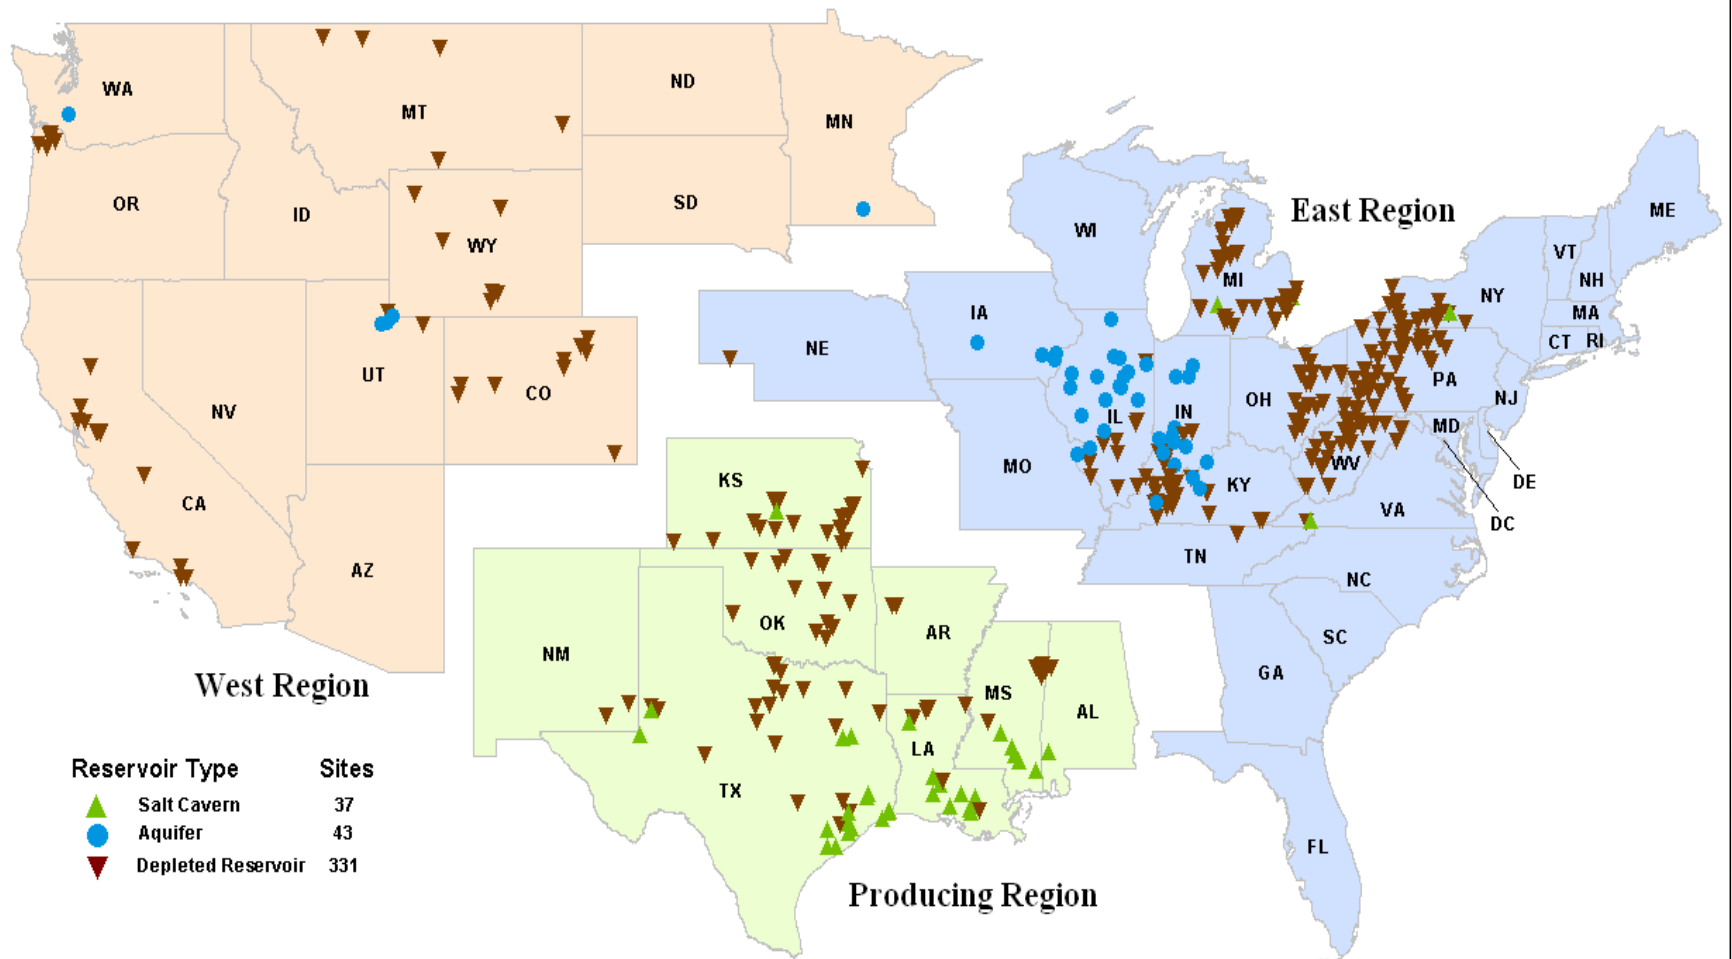 WA
MT
ND
MN
OR
ID
WY
SD
NV
UT
CO
CA
AZ
West Region
East Region
WI
MI
IA
NE
IL
IN
OH
MO
KY
TN
WV
VA
NC
SC
GA
FL
PA
NY
VT
NH
ME
MA
CT RI
NJ
MD
DE
DC
KS
OK
NM
TX
AR
LA
MS
AL
Producing Region
Reservoir Type Sites
Salt Cavern 37
Aquifer 43
Depleted Reservoir 331